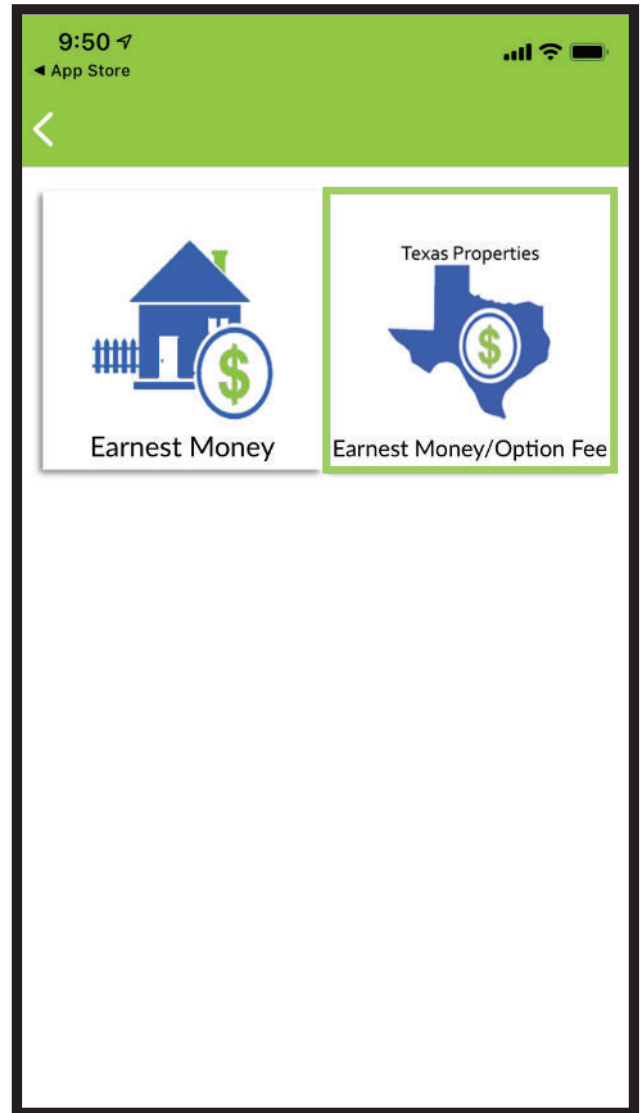 9:50
◀ App Store
$
Earnest Money
Texas Properties
$
Earnest Money/Option Fee